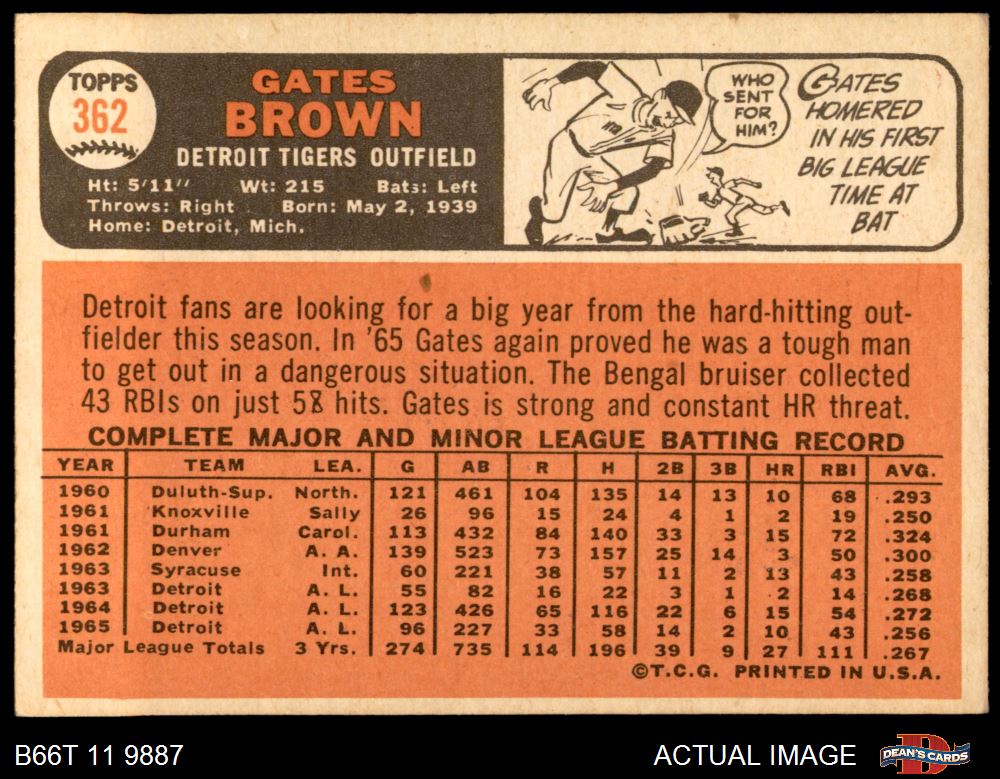 TOPPS
362
GATES
BROWN
DETROIT TIGERS OUTFIELD
Ht: 5'11" Wt: 215 Bats: Left
Throws: Right Born: May 2, 1939
Home: Detroit, Mich.
WHO
SENT
FOR
HIM?
GATES
HOMERED
IN HIS FIRST
BIG LEAGUE
TIME AT
BAT
Detroit fans are looking for a big year from the hard-hitting out-
fielder this season. In '65 Gates again proved he was a tough man
to get out in a dangerous situation. The Bengal bruiser collected
43 RBIs on just 58 hits. Gates is strong and constant HR threat.
COMPLETE MAJOR AND MINOR LEAGUE BATTING RECORD
YEAR TEAM LEA. G AB R H 2B 3B HR RBI AVG.
1960 Duluth-Sup. North. 121 461 104 135 14 13 10 68 .293
1961 Knoxville Sally 26 96 15 24 4 1 2 19 .250
1961 Durham Carol. 113 432 84 140 33 3 15 72 .324
1962 Denver A. A. 139 523 73 157 25 14 3 50 .300
1963 Syracuse Int. 60 221 38 57 11 2 13 43 .258
1963 Detroit A. L. 55 82 16 22 3 1 2 14 .268
1964 Detroit A. L. 123 426 65 116 22 6 15 54 .272
1965 Detroit A. L. 96 227 33 58 14 2 10 43 .256
Major League Totals 3 Yrs. 274 735 114 196 39 9 27 111 .267
©T.C.G. PRINTED IN U.S.A.
B66T 11 9887 ACTUAL IMAGE DEAN'S CARDS